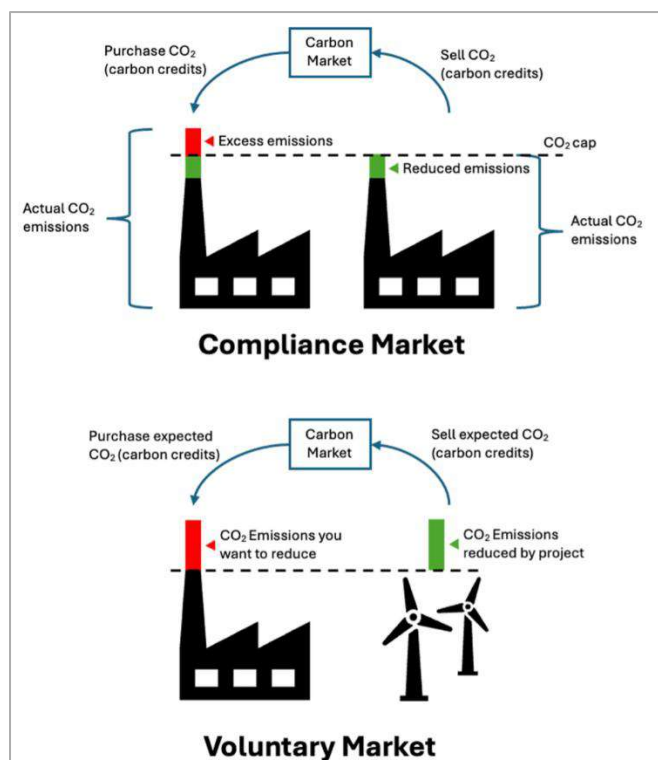 Purchase CO₂
(carbon credits)
Carbon
Market
Sell CO₂
(carbon credits)
Excess emissions
CO₂ cap
Reduced emissions
Actual CO₂
emissions
Actual CO₂
emissions
Compliance Market
Purchase expected
CO₂ (carbon credits)
Carbon
Market
Sell expected CO₂
(carbon credits)
CO₂ Emissions you
want to reduce
CO₂ Emissions
reduced by project
Voluntary Market